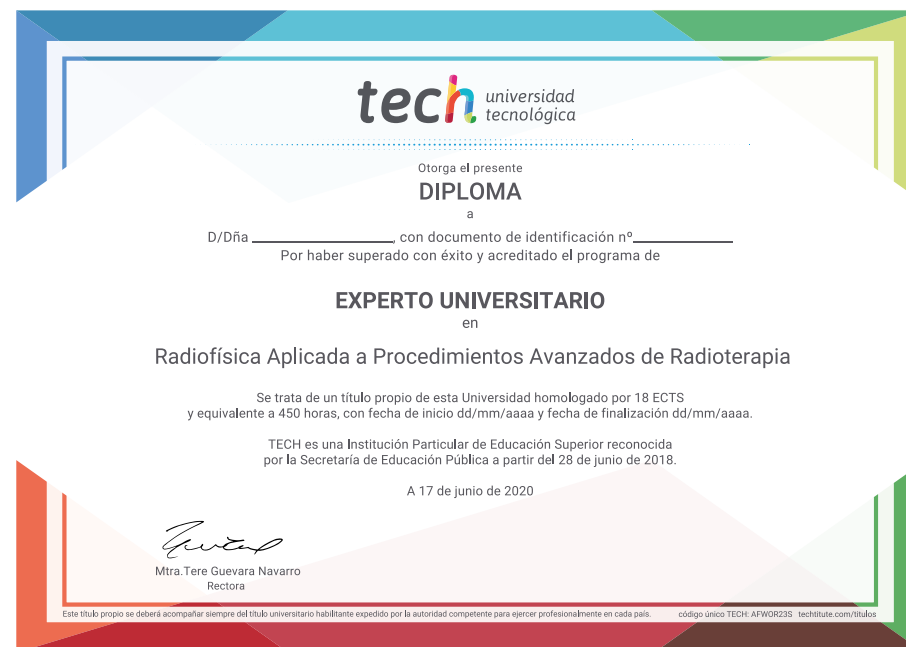 tech universidad
tecnológica
Otorga el presente
DIPLOMA
a
D/Dña ____________________, con documento de identificación nº______________
Por haber superado con éxito y acreditado el programa de
EXPERTO UNIVERSITARIO
en
Radiofísica Aplicada a Procedimientos Avanzados de Radioterapia
Se trata de un título propio de esta Universidad homologado por 18 ECTS
y equivalente a 450 horas, con fecha de inicio dd/mm/aaaa y fecha de finalización dd/mm/aaaa.
TECH es una Institución Particular de Educación Superior reconocida
por la Secretaría de Educación Pública a partir del 28 de junio de 2018.
A 17 de junio de 2020
Mtra.Tere Guevara Navarro
Rectora
Este título propio se deberá acompañar siempre del título universitario habilitante expedido por la autoridad competente para ejercer profesionalmente en cada país. código único TECH: AFWOR23S techtitute.com/titulos